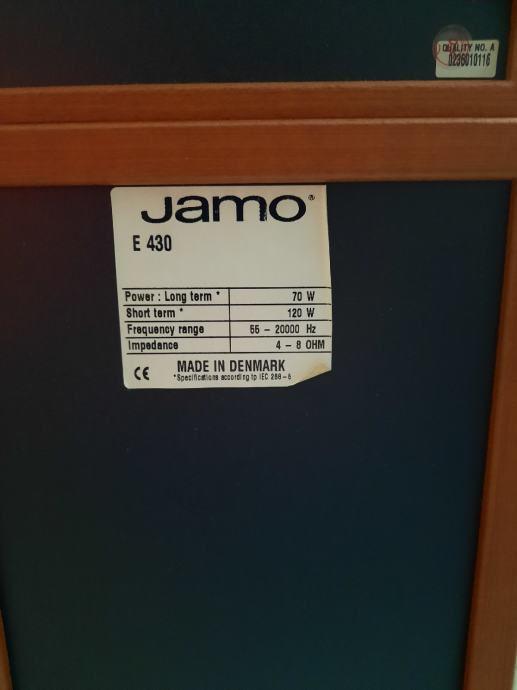 QUALITY NO. A
0236010116
Jamo®
E 430
Power : Long term * 70 W
Short term * 120 W
Frequency range 55 – 20000 Hz
Impedance 4 – 8 OHM
CE MADE IN DENMARK
*Specifications according to IEC 268–5